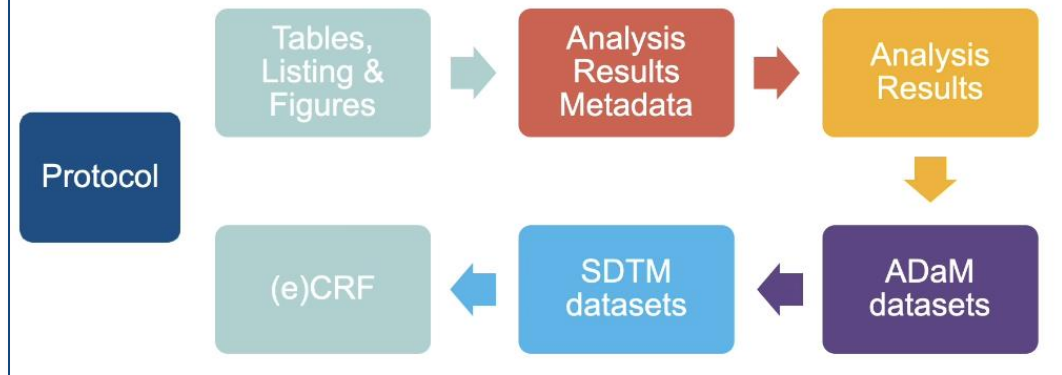 Protocol
Tables,
Listing &
Figures
Analysis
Results
Metadata
Analysis
Results
(e)CRF
SDTM
datasets
ADaM
datasets